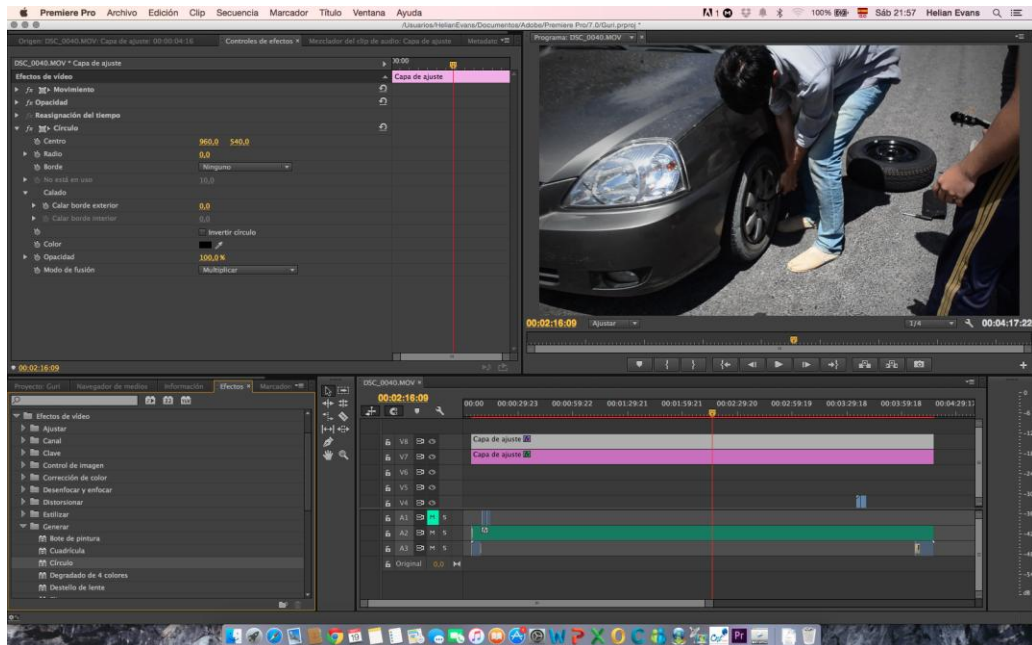 Premiere Pro Archivo Edición Clip Secuencia Marcador Título Ventana Ayuda
100% Sáb 21:57 Helian Evans
/Usuarios/HelianEvans/Documentos/Adobe/Premiere Pro/7.0/Guri.prproj *
Origen: DSC_0040.MOV: Capa de ajuste: 00:00:04:16 Controles de efectos × Mezclador del clip de audio: Capa de ajuste Metadato
Programa: DSC_0040.MOV ×
DSC_0040.MOV * Capa de ajuste
Efectos de vídeo
Capa de ajuste
fx Movimiento
fx Opacidad
Reasignación del tiempo
fx Círculo
Centro 960,0 540,0
Radio 0,0
Borde Ninguno
No está en uso 10,0
Calado
Calar borde exterior 0,0
Calar borde interior 0,0
Invertir círculo
Color
Opacidad 100,0 %
Modo de fusión Multiplicar
00:02:16:09
00:02:16:09 Ajustar 1/4 00:04:17:22
Proyecto: Guri Navegador de medios Información Efectos × Marcador
Efectos de vídeo
Ajustar
Canal
Clave
Control de imagen
Corrección de color
Desenfocar y enfocar
Distorsionar
Estilizar
Generar
Bote de pintura
Cuadrícula
Círculo
Degradado de 4 colores
Destello de lente
DSC_0040.MOV ×
00:02:16:09
00:00 00:00:29:23 00:00:59:22 00:01:29:21 00:01:59:21 00:02:29:20 00:02:59:19 00:03:29:18 00:03:59:18 00:04:29:17
V8 Capa de ajuste
V7 Capa de ajuste
V6
V5
V4
A1 M S
A2 M S
A3 M S
Original 0,0